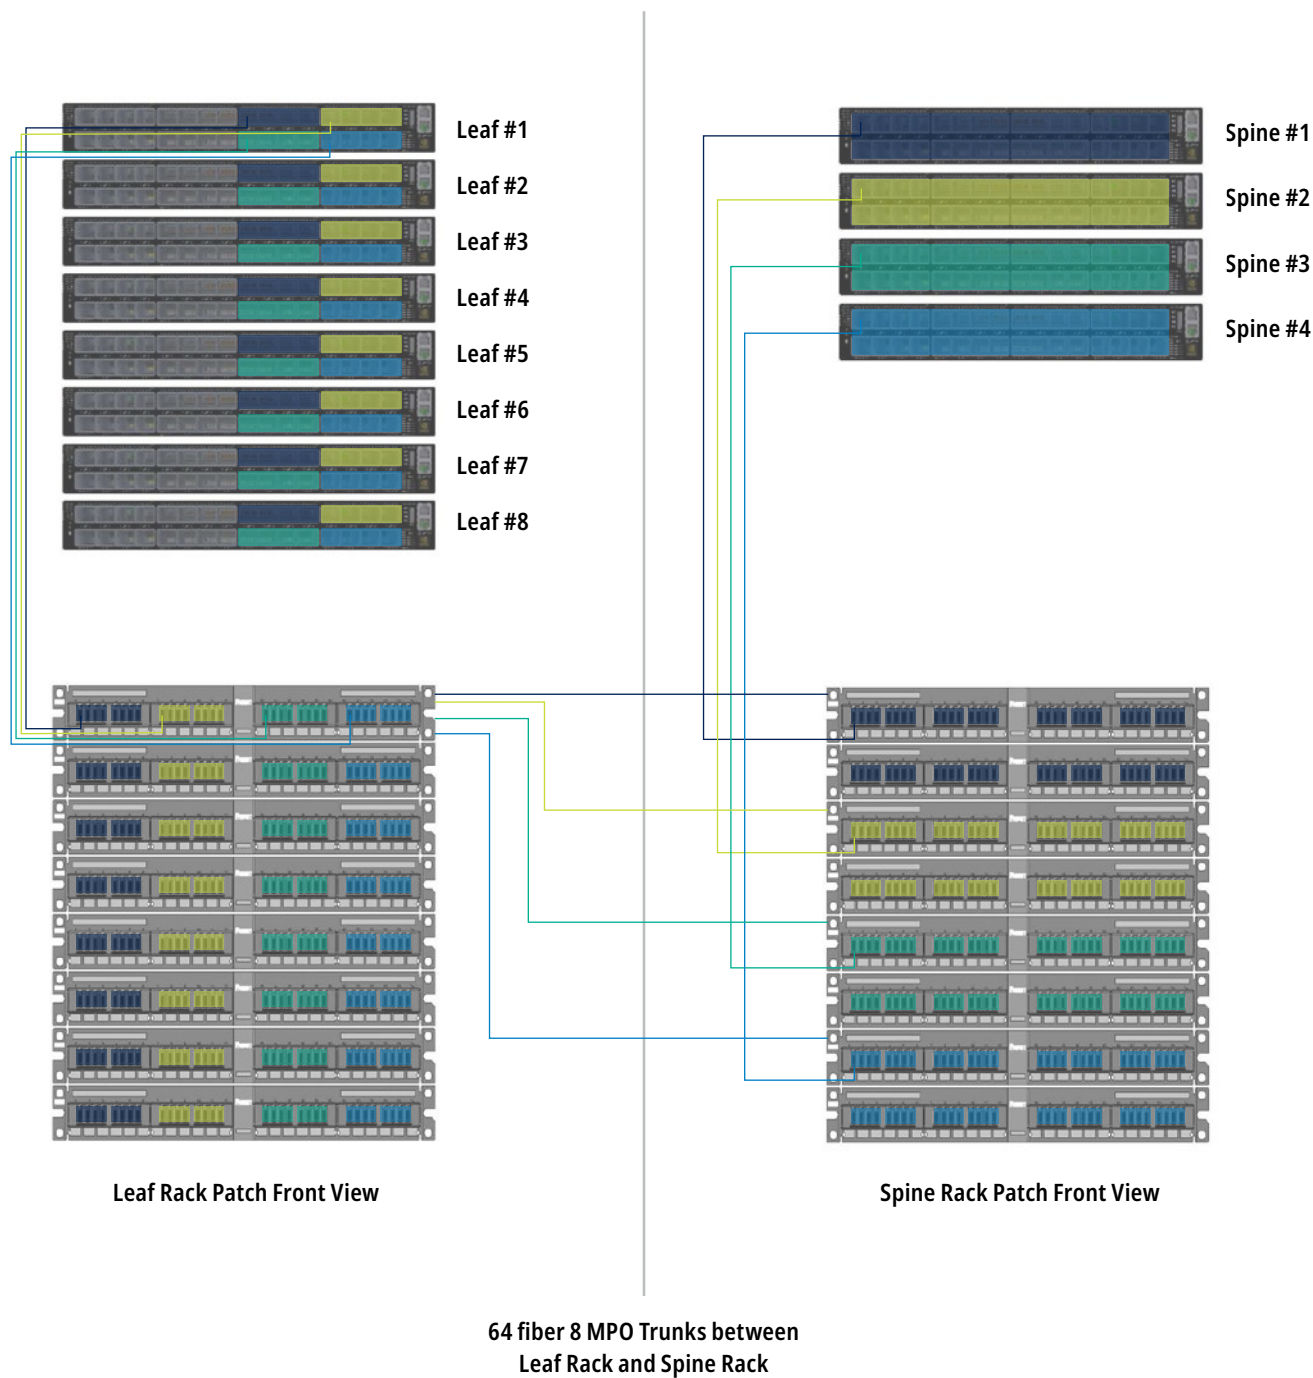 Leaf #1
Leaf #2
Leaf #3
Leaf #4
Leaf #5
Leaf #6
Leaf #7
Leaf #8
Spine #1
Spine #2
Spine #3
Spine #4
Leaf Rack Patch Front View
Spine Rack Patch Front View
64 fiber 8 MPO Trunks between
Leaf Rack and Spine Rack